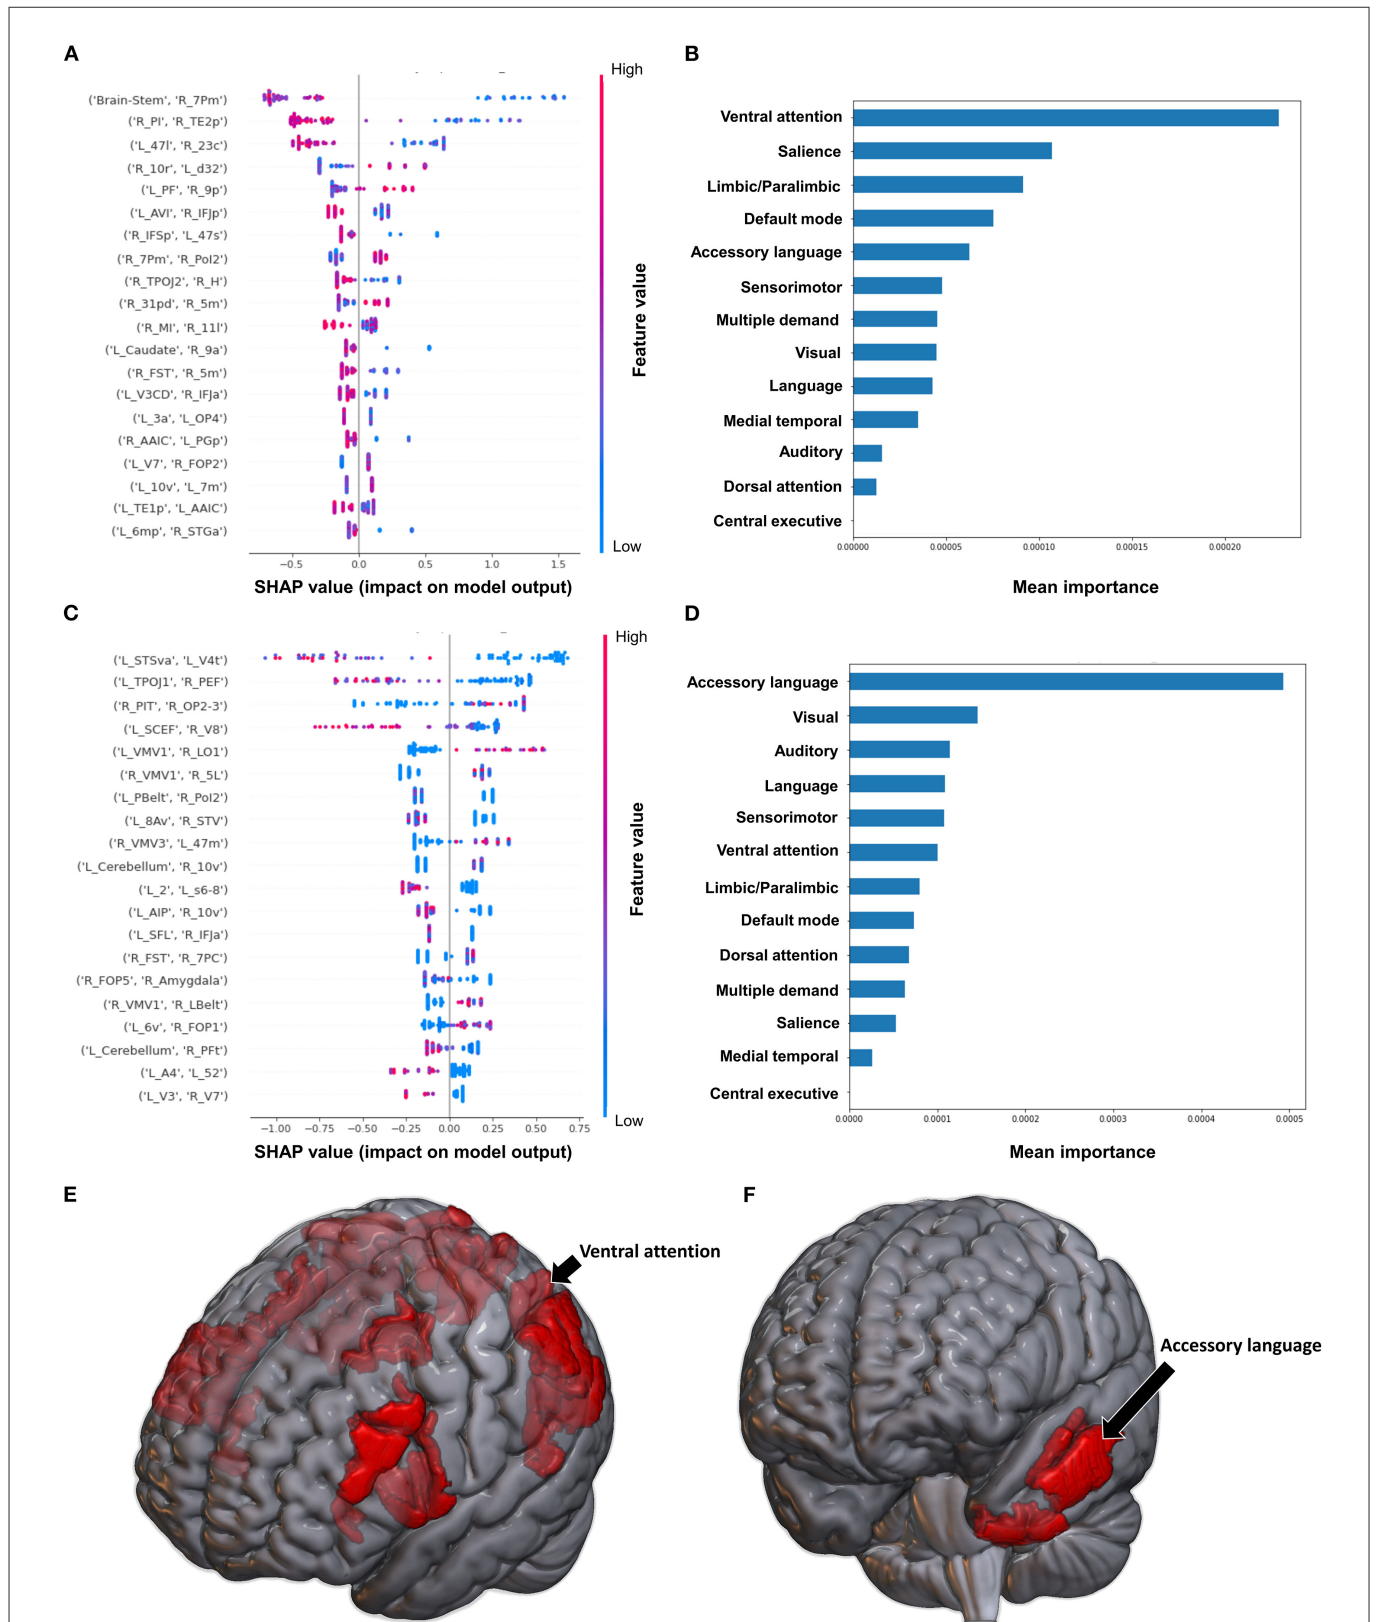 A
High
('Brain-Stem', 'R_7Pm')
('R_PI', 'R_TE2p')
('L_47l', 'R_23c')
('R_10r', 'L_d32')
('L_PF', 'R_9p')
('L_AVI', 'R_IFJp')
('R_IFSp', 'L_47s')
('R_7Pm', 'R_PoI2')
('R_TPOJ2', 'R_H')
('R_31pd', 'R_5m')
('R_MI', 'R_11l')
('L_Caudate', 'R_9a')
('R_FST', 'R_5m')
('L_V3CD', 'R_IFJa')
('L_3a', 'L_OP4')
('R_AAIC', 'L_PGp')
('L_V7', 'R_FOP2')
('L_10v', 'L_7m')
('L_TE1p', 'L_AAIC')
('L_6mp', 'R_STGa')
Feature value
Low
−0.5 0.0 0.5 1.0 1.5
SHAP value (impact on model output)
B
Ventral attention
Salience
Limbic/Paralimbic
Default mode
Accessory language
Sensorimotor
Multiple demand
Visual
Language
Medial temporal
Auditory
Dorsal attention
Central executive
0.00000 0.00005 0.00010 0.00015 0.00020
Mean importance
C
High
('L_STSva', 'L_V4t')
('L_TPOJ1', 'R_PEF')
('R_PIT', 'R_OP2-3')
('L_SCEF', 'R_V8')
('L_VMV1', 'R_LO1')
('R_VMV1', 'R_5L')
('L_PBelt', 'R_PoI2')
('L_8Av', 'R_STV')
('R_VMV3', 'L_47m')
('L_Cerebellum', 'R_10v')
('L_2', 'L_s6-8')
('L_AIP', 'R_10v')
('L_SFL', 'R_IFJa')
('R_FST', 'R_7PC')
('R_FOP5', 'R_Amygdala')
('R_VMV1', 'R_LBelt')
('L_6v', 'R_FOP1')
('L_Cerebellum', 'R_PFt')
('L_A4', 'L_52')
('L_V3', 'R_V7')
Feature value
Low
−1.00 −0.75 −0.50 −0.25 0.00 0.25 0.50 0.75
SHAP value (impact on model output)
D
Accessory language
Visual
Auditory
Language
Sensorimotor
Ventral attention
Limbic/Paralimbic
Default mode
Dorsal attention
Multiple demand
Salience
Medial temporal
Central executive
0.0000 0.0001 0.0002 0.0003 0.0004 0.0005
Mean importance
E
Ventral attention
F
Accessory language